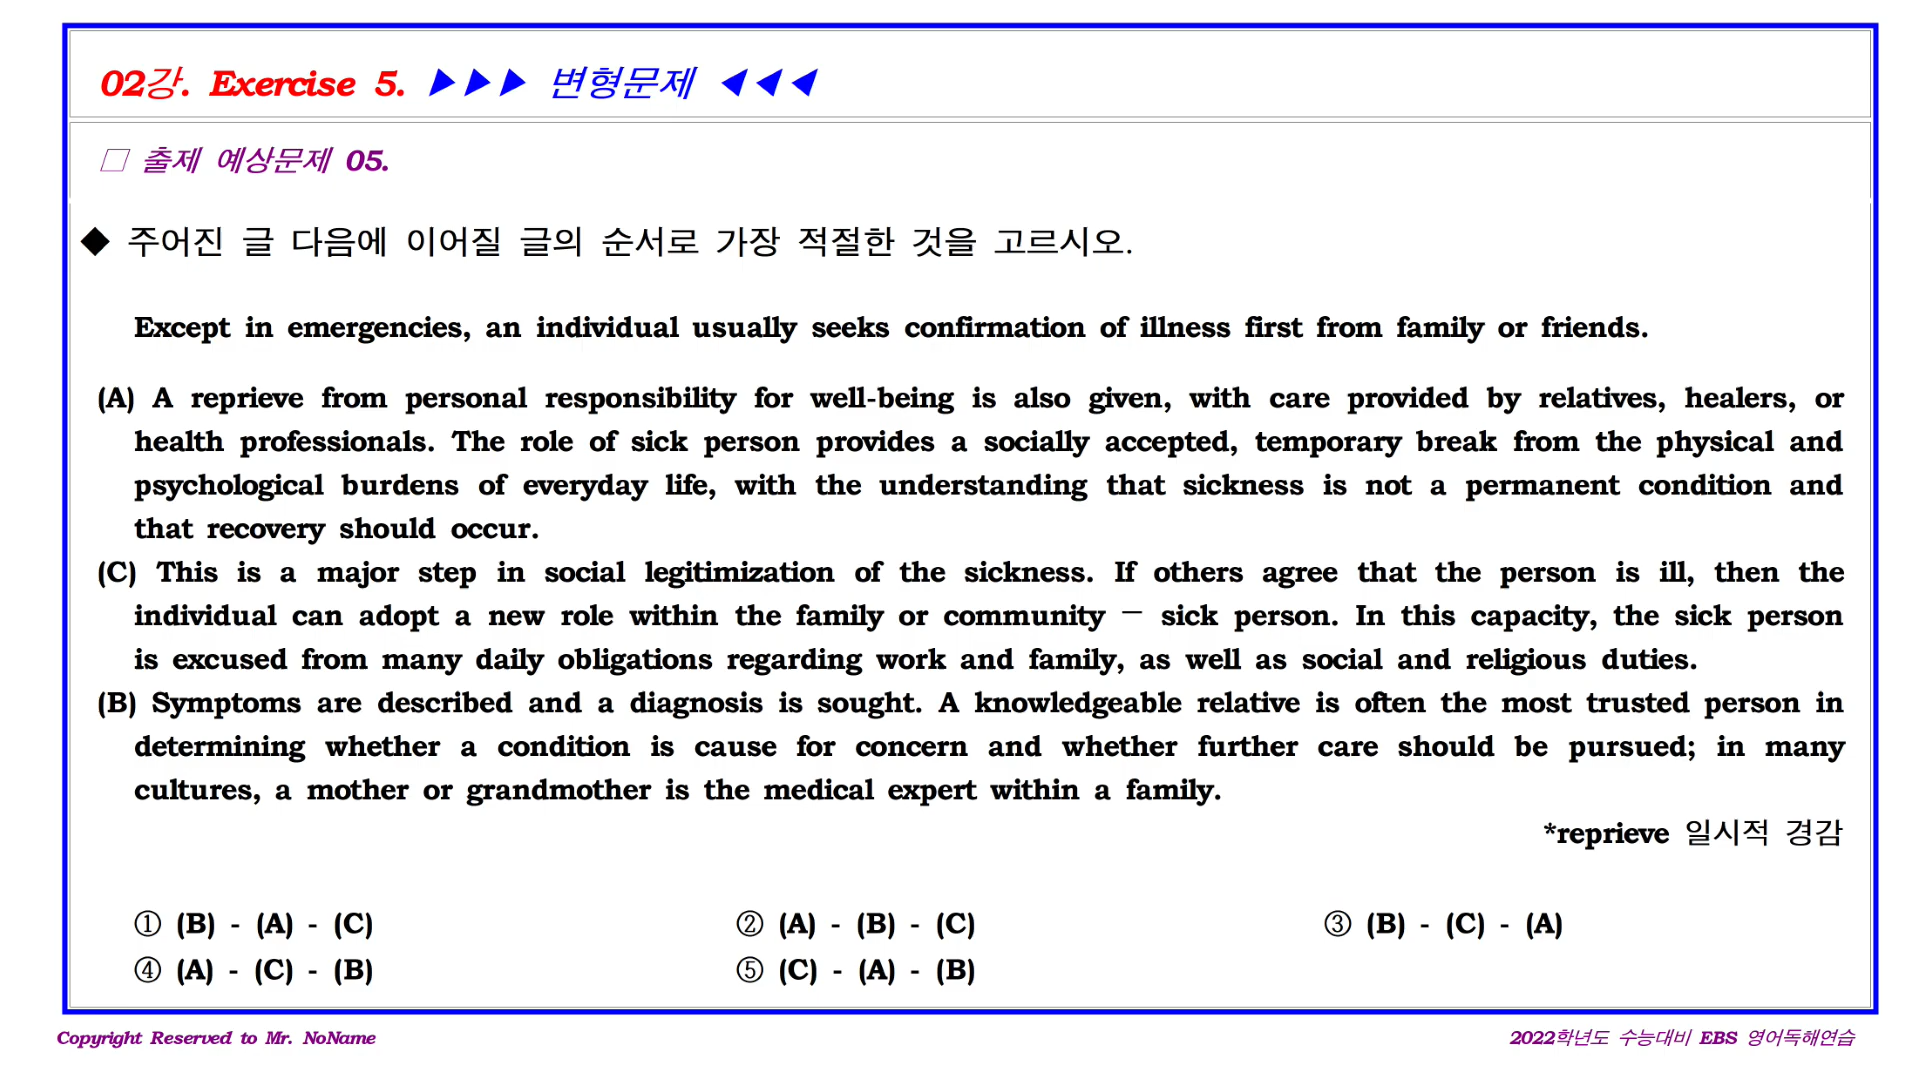 02강. Exercise 5. ▶▶▶ 변형문제 ◀◀◀
□ 출제 예상문제 05.
◆ 주어진 글 다음에 이어질 글의 순서로 가장 적절한 것을 고르시오.
Except in emergencies, an individual usually seeks confirmation of illness first from family or friends.
(A) A reprieve from personal responsibility for well-being is also given, with care provided by relatives, healers, or
health professionals. The role of sick person provides a socially accepted, temporary break from the physical and
psychological burdens of everyday life, with the understanding that sickness is not a permanent condition and
that recovery should occur.
(C) This is a major step in social legitimization of the sickness. If others agree that the person is ill, then the
individual can adopt a new role within the family or community ― sick person. In this capacity, the sick person
is excused from many daily obligations regarding work and family, as well as social and religious duties.
(B) Symptoms are described and a diagnosis is sought. A knowledgeable relative is often the most trusted person in
determining whether a condition is cause for concern and whether further care should be pursued; in many
cultures, a mother or grandmother is the medical expert within a family.
*reprieve 일시적 경감
① (B) - (A) - (C) ② (A) - (B) - (C) ③ (B) - (C) - (A)
④ (A) - (C) - (B) ⑤ (C) - (A) - (B)
Copyright Reserved to Mr. NoName 2022학년도 수능대비 EBS 영어독해연습